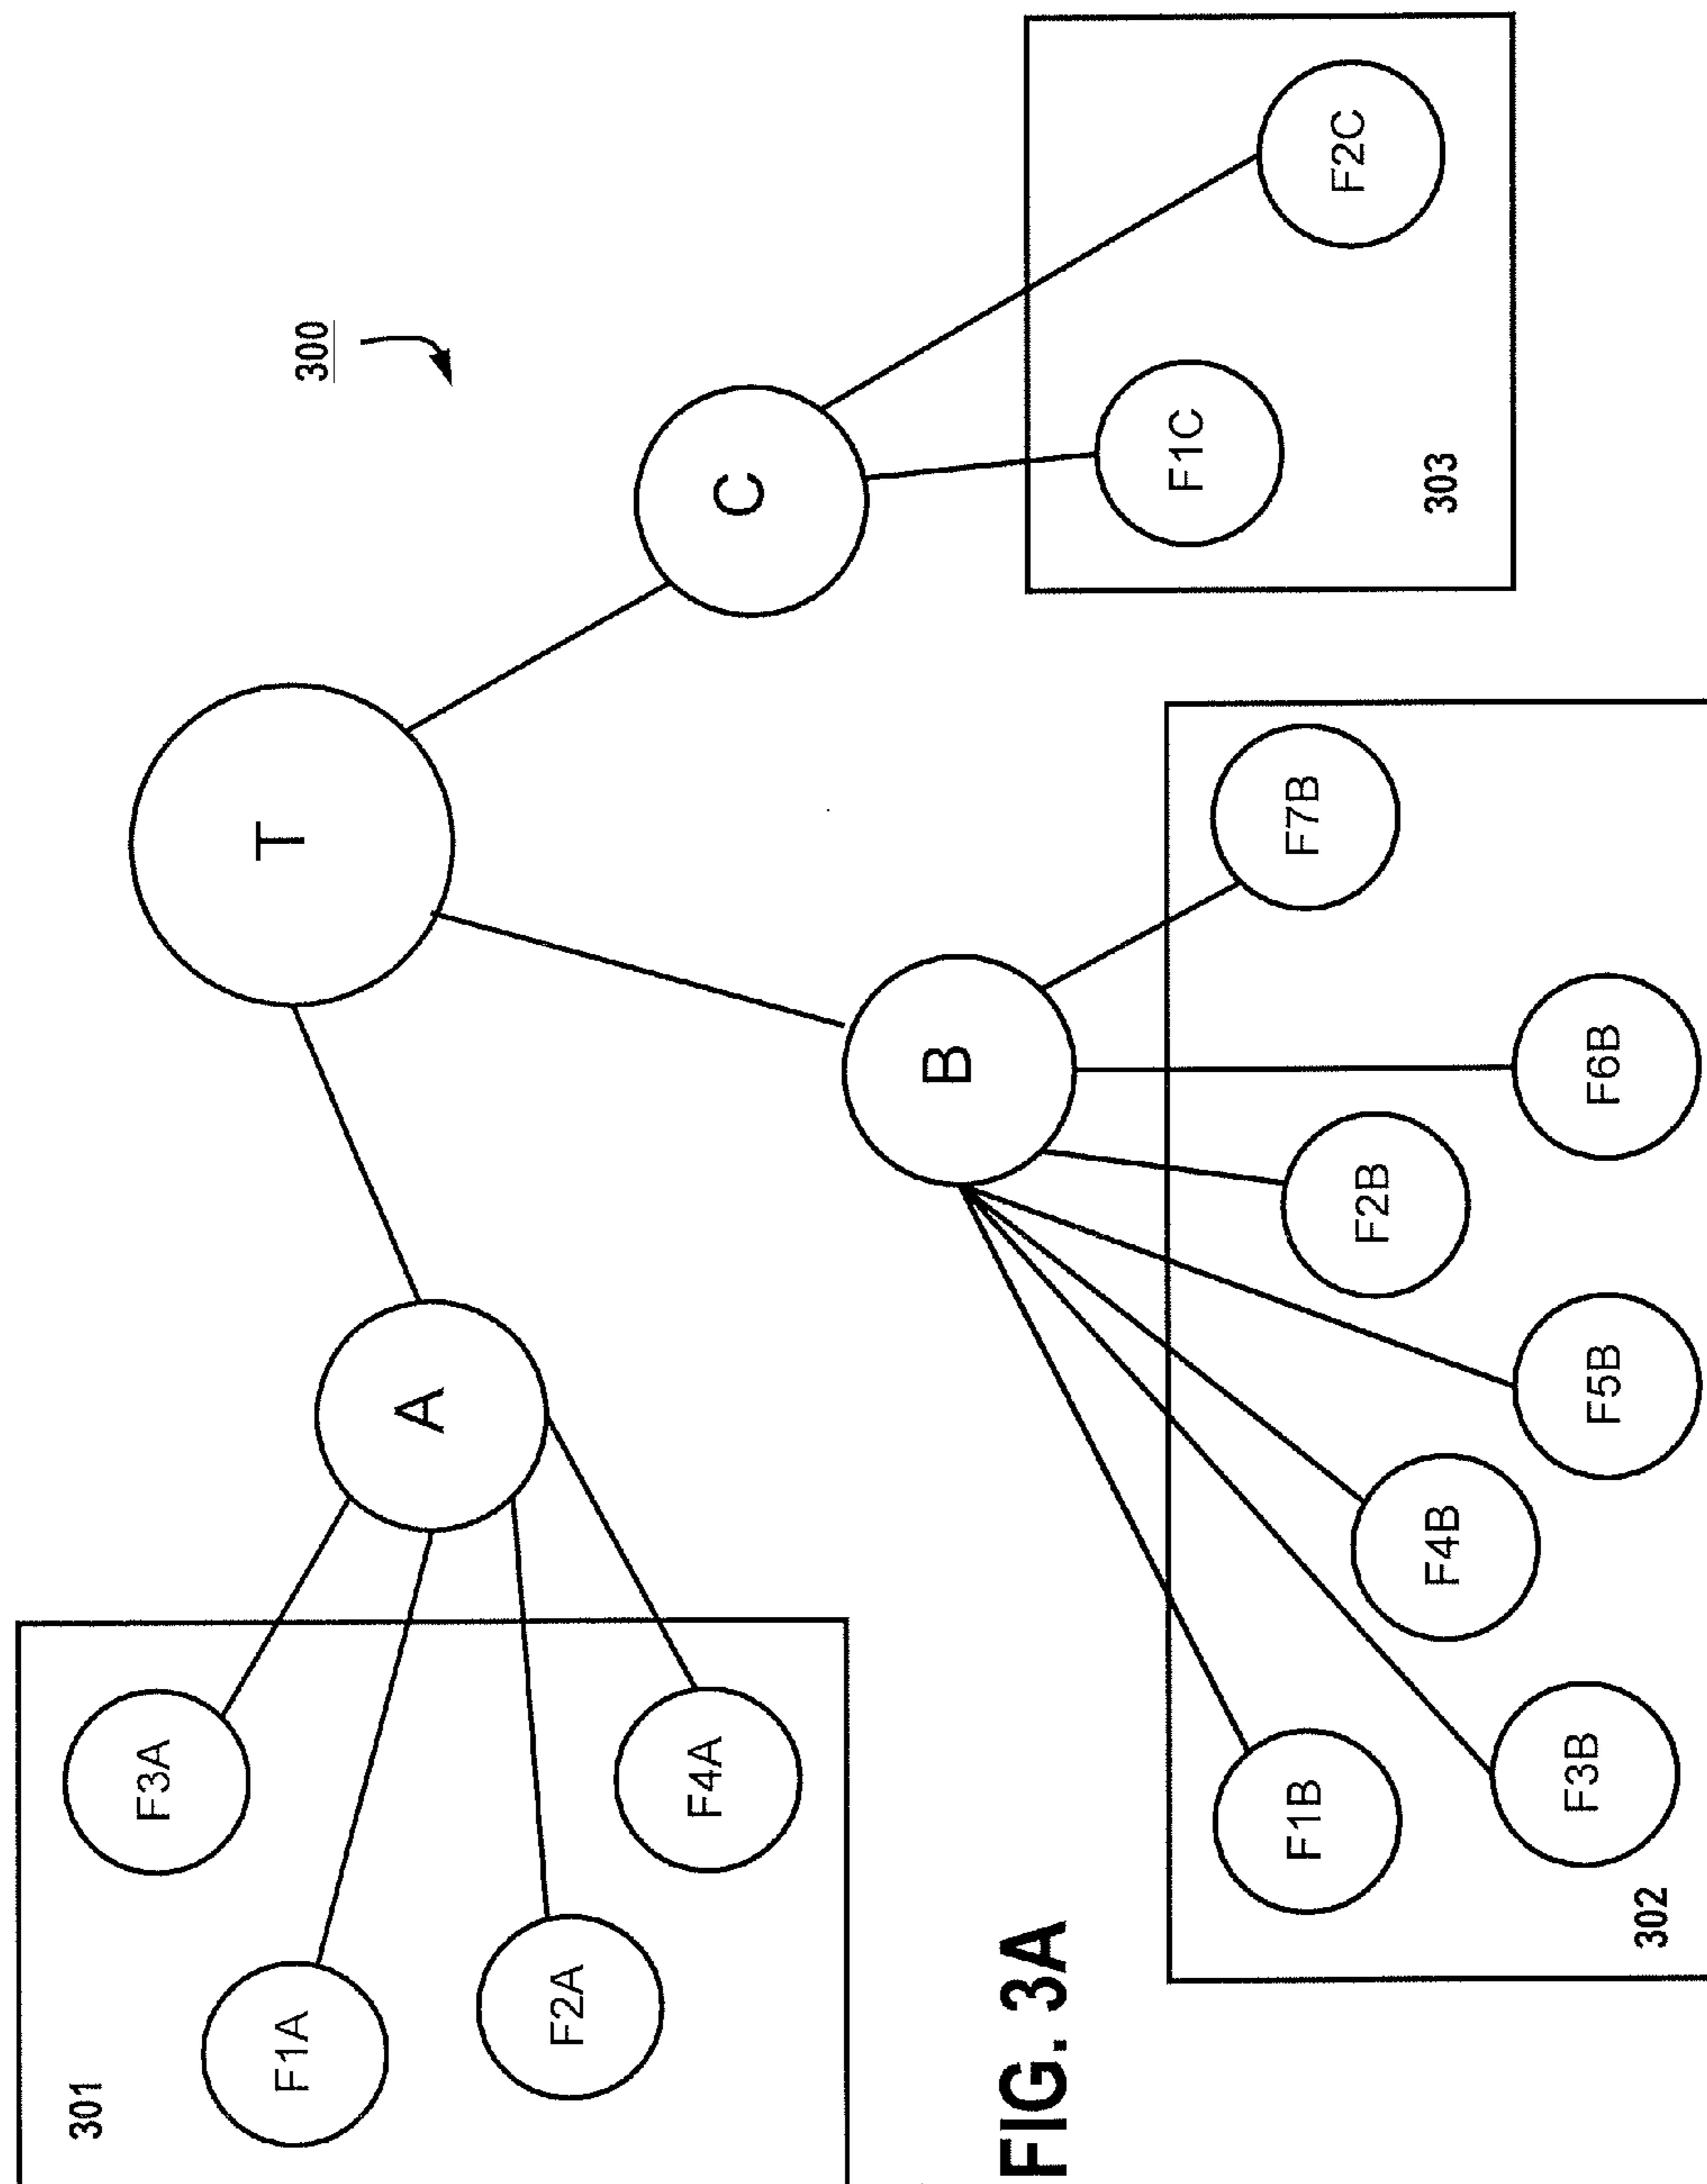 300
T
A
B
C
301
F1A
F3A
F2A
F4A
302
F1B
F3B
F4B
F5B
F2B
F6B
F7B
303
F1C
F2C
FIG. 3A